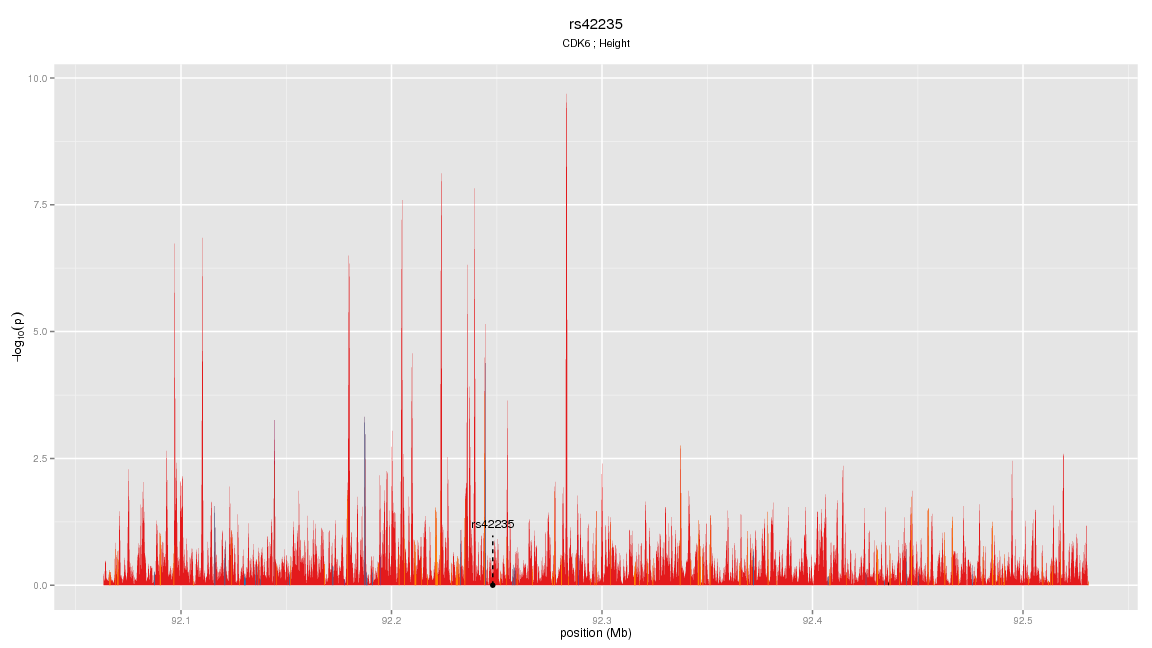 rs42235
CDK6 ; Height
10.0
7.5
5.0
2.5
0.0
-log10(p)
rs42235
92.1
92.2
92.3
92.4
92.5
position (Mb)